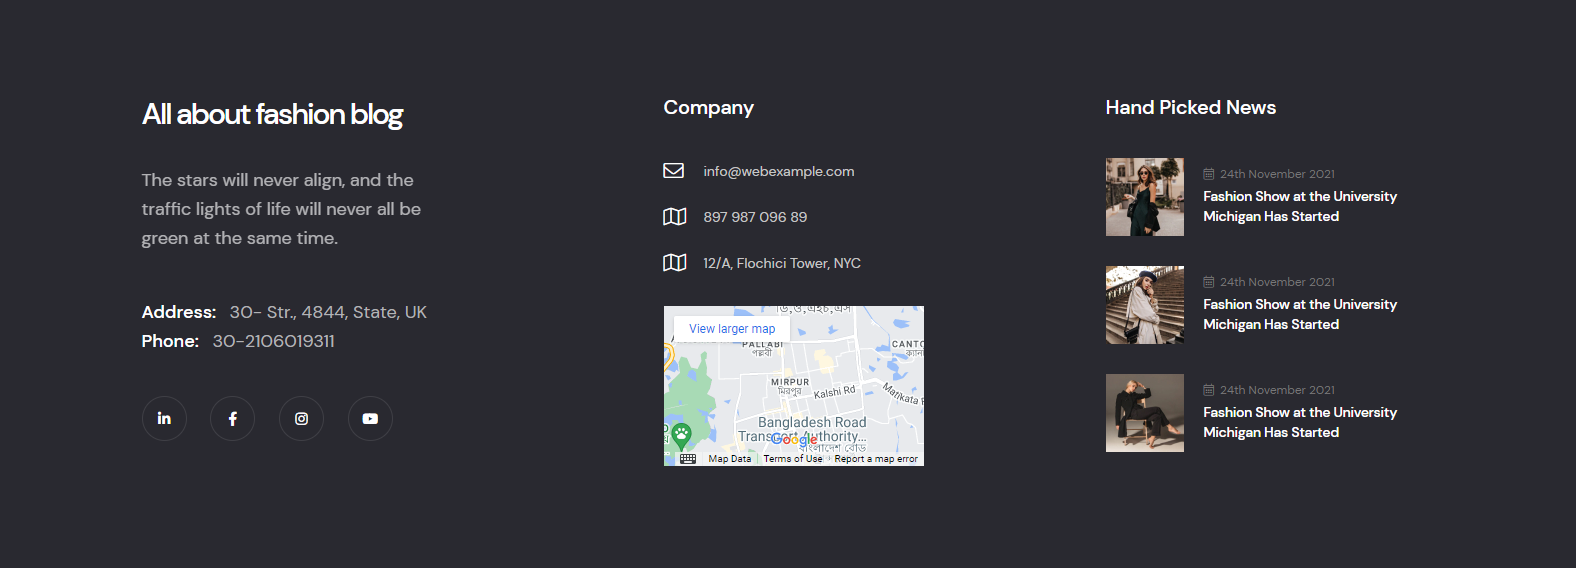 All about fashion blog
The stars will never align, and the
traffic lights of life will never all be
green at the same time.
Address: 30- Str., 4844, State, UK
Phone: 30-2106019311
Company
info@webexample.com
897 987 096 89
12/A, Flochici Tower, NYC
View larger map
PALLABI
পল্লবী
CANTO
MIRPUR
মিরপুর
Kalshi Rd
Matikata R
Bangladesh Road
Transport Authority...
Google
বাংলাদেশ রোড
Map Data
Terms of Use
Report a map error
Hand Picked News
24th November 2021
Fashion Show at the University
Michigan Has Started
24th November 2021
Fashion Show at the University
Michigan Has Started
24th November 2021
Fashion Show at the University
Michigan Has Started